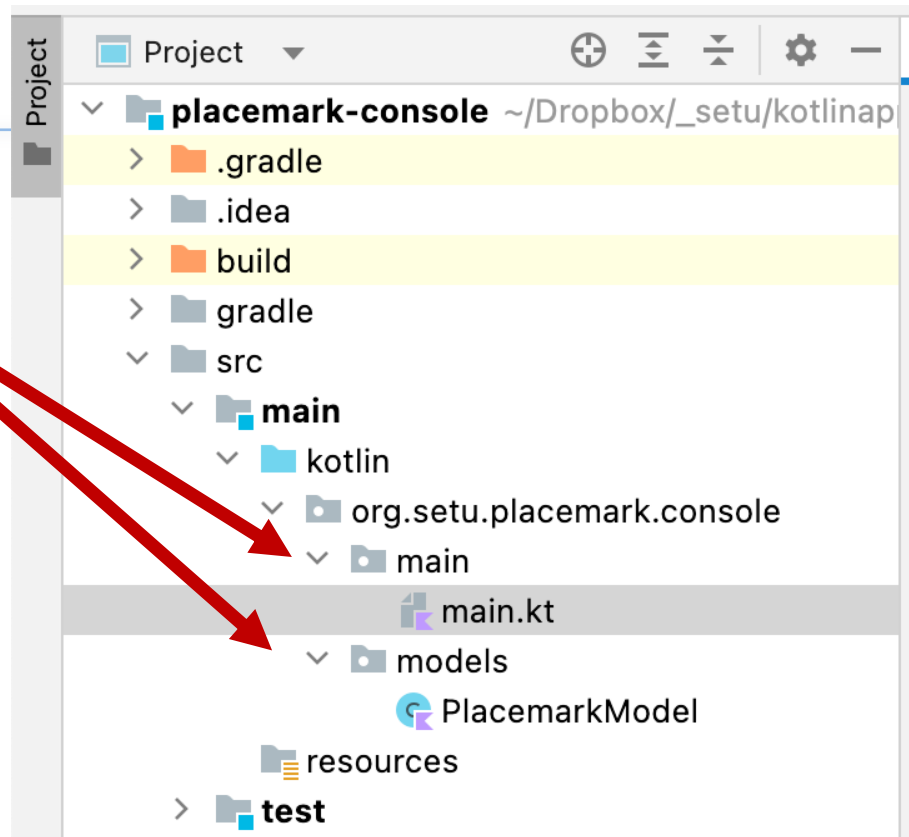 Project
Project
placemark-console ~/Dropbox/_setu/kotlinap
.gradle
.idea
build
gradle
src
main
kotlin
org.setu.placemark.console
main
main.kt
models
PlacemarkModel
resources
test